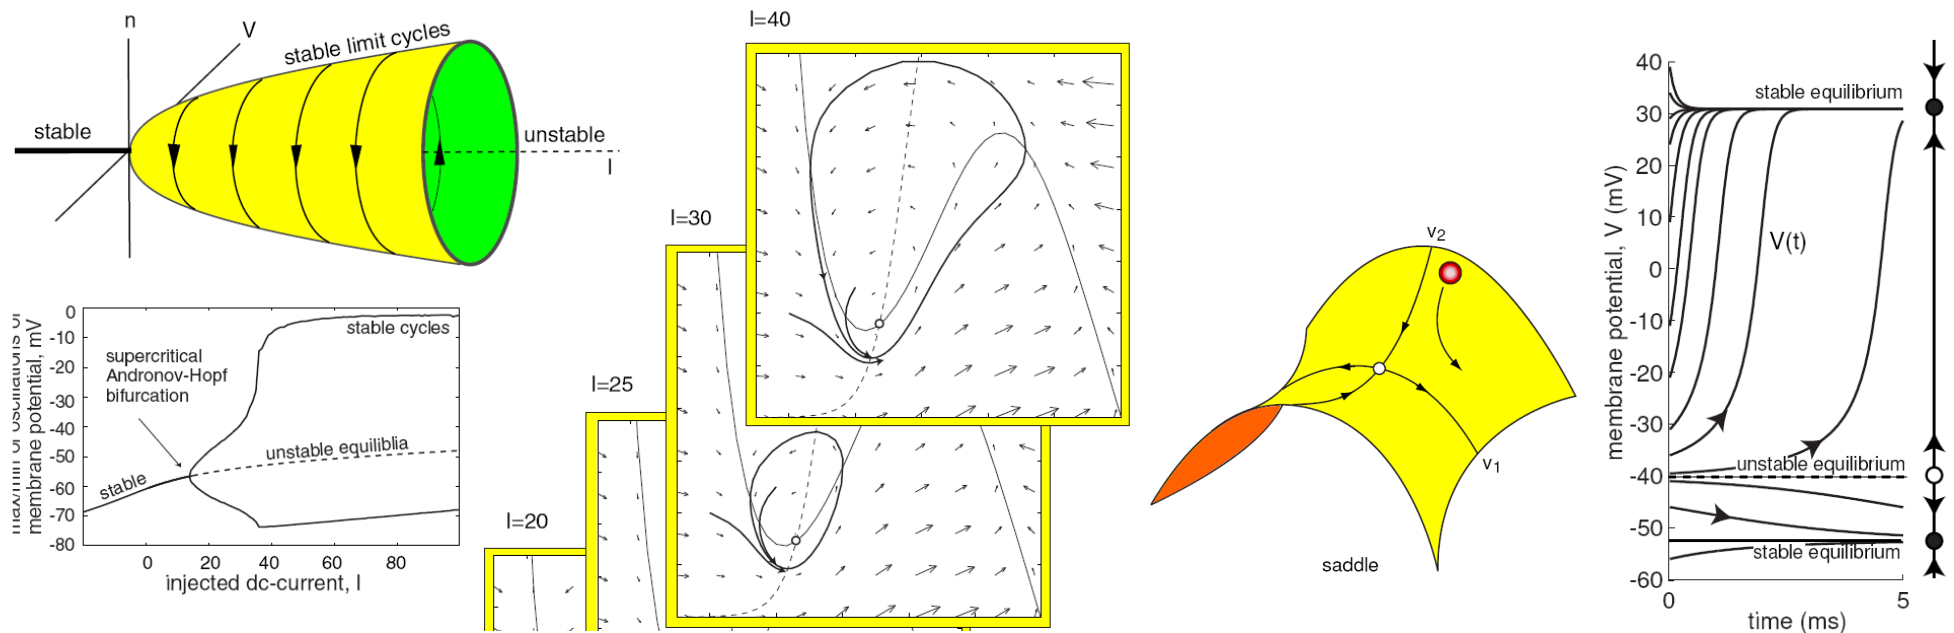 n
V
stable limit cycles
stable
unstable
I
0
-10
-20
-30
-40
-50
-60
-70
-80
membrane potential, mV
stable cycles
supercritical
Andronov-Hopf
bifurcation
unstable equiliblia
stable
0
20
40
60
80
injected dc-current, I
I=20
I=25
I=30
I=40
v2
v1
saddle
membrane potential, V (mV)
40
30
20
10
0
-10
-20
-30
-40
-50
-60
stable equilibrium
V(t)
unstable equilibrium
stable equilibrium
0
5
time (ms)